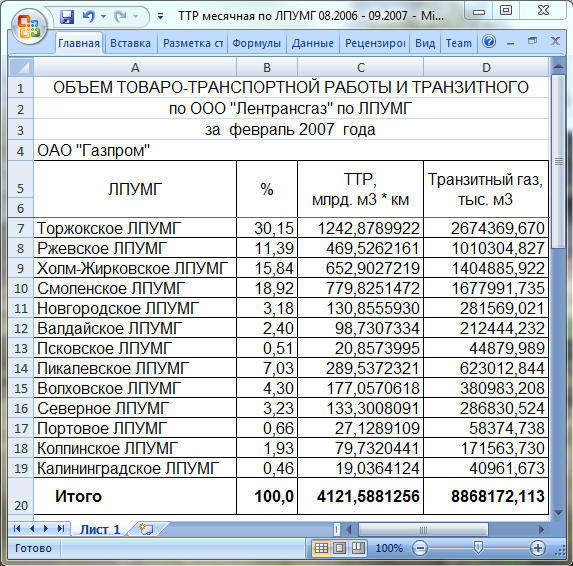 ТТР месячная по ЛПУМГ 08.2006 - 09.2007 - Mi...
Главная Вставка Разметка ст Формулы Данные Рецензиро Вид Team
A B C D
1 ОБЪЕМ ТОВАРО-ТРАНСПОРТНОЙ РАБОТЫ И ТРАНЗИТНОГО
2 по ООО "Лентрансгаз" по ЛПУМГ
3 за февраль 2007 года
4 ОАО "Газпром"
5 ЛПУМГ % ТТР, Транзитный газ,
6 млрд. м3 * км тыс. м3
7 Торжокское ЛПУМГ 30,15 1242,8789922 2674369,670
8 Ржевское ЛПУМГ 11,39 469,5262161 1010304,827
9 Холм-Жирковское ЛПУМГ 15,84 652,9027219 1404885,922
10 Смоленское ЛПУМГ 18,92 779,8251472 1677991,735
11 Новгородское ЛПУМГ 3,18 130,8555930 281569,021
12 Валдайское ЛПУМГ 2,40 98,7307334 212444,232
13 Псковское ЛПУМГ 0,51 20,8573995 44879,989
14 Пикалевское ЛПУМГ 7,03 289,5372321 623012,844
15 Волховское ЛПУМГ 4,30 177,0570618 380983,208
16 Северное ЛПУМГ 3,23 133,3008091 286830,524
17 Портовое ЛПУМГ 0,66 27,1289109 58374,738
18 Колпинское ЛПУМГ 1,93 79,7320441 171563,730
19 Калининградское ЛПУМГ 0,46 19,0364124 40961,673
20 Итого 100,0 4121,5881256 8868172,113
Лист 1
Готово 100%